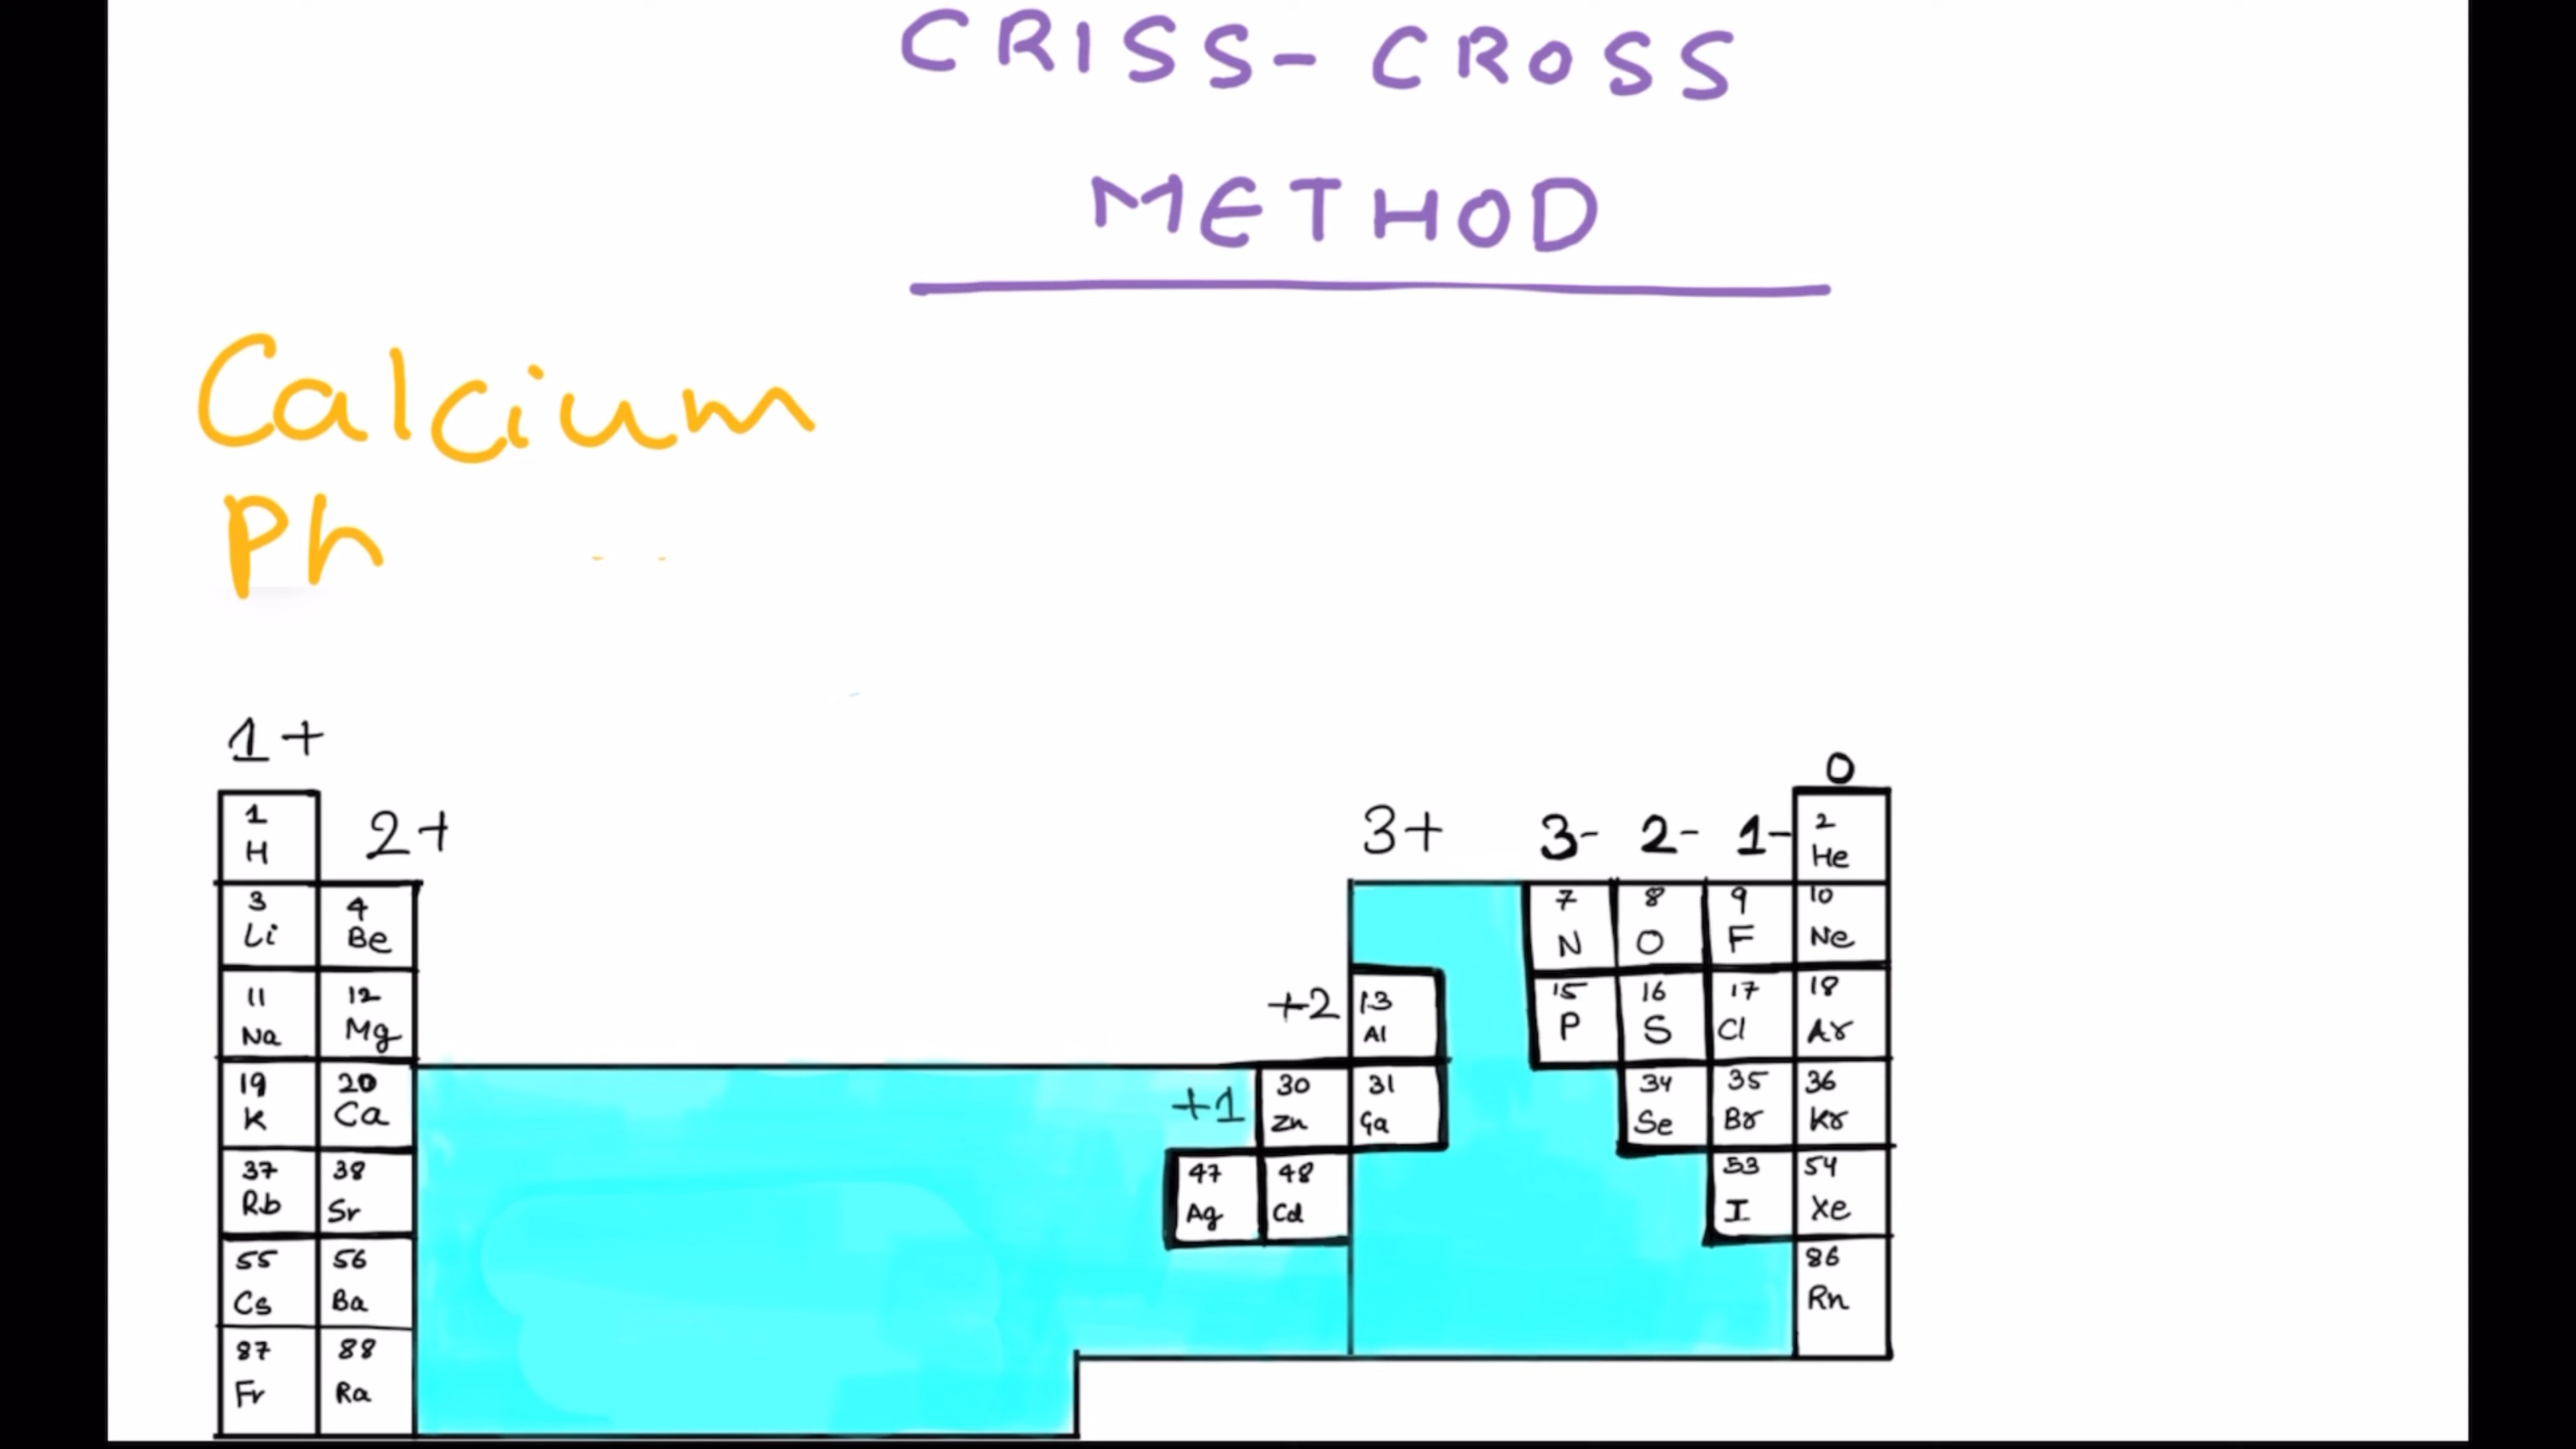 CRISS-CROSS
METHOD
Calcium
Ph
1+
0
2+
3+ 3- 2- 1-
1 H
2 He
3 Li
4 Be
7 N
8 O
9 F
10 Ne
11 Na
12 Mg
+2
13 Al
15 P
16 S
17 Cl
18 Ar
19 K
20 Ca
+1
30 Zn
31 Ga
34 Se
35 Br
36 Kr
37 Rb
38 Sr
47 Ag
48 Cd
53 I
54 Xe
55 Cs
56 Ba
86 Rn
87 Fr
88 Ra